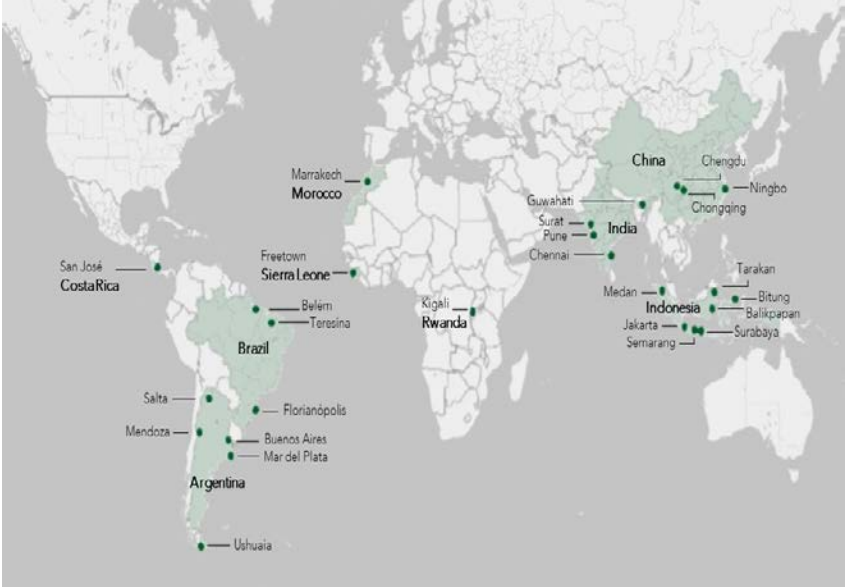 China
Chengdu
Marrakech
Morocco
Ningbo
Guwahati
Chongqing
Surat
India
Pune
Chennai
Freetown
Sierra Leone
San José
CostaRica
Tarakan
Medan
Bitung
Kigali
Indonesia
Belém
Balikpapan
Rwanda
Teresina
Jakarta
Surabaya
Semarang
Brazil
Salta
Florianópolis
Mendoza
Buenos Aires
Mar del Plata
Argentina
Ushuaia